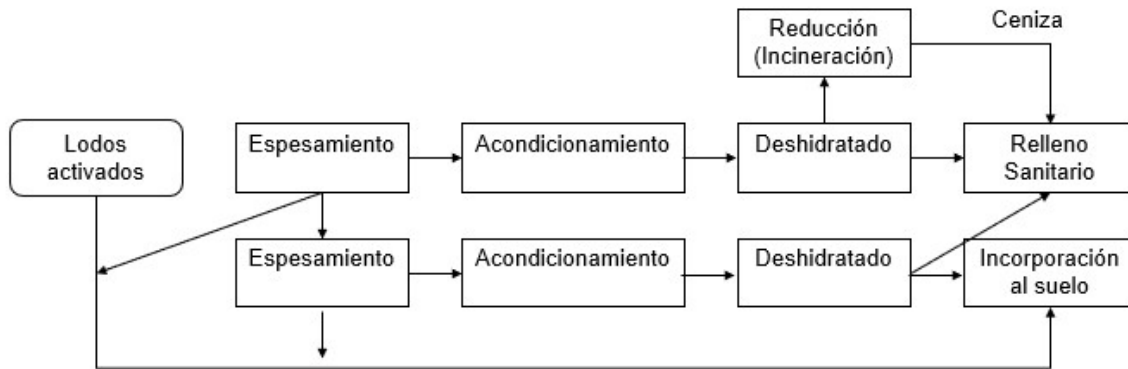 Reducción
(Incineración)
Ceniza
Lodos
activados
Espesamiento
Acondicionamiento
Deshidratado
Relleno
Sanitario
Espesamiento
Acondicionamiento
Deshidratado
Incorporación
al suelo